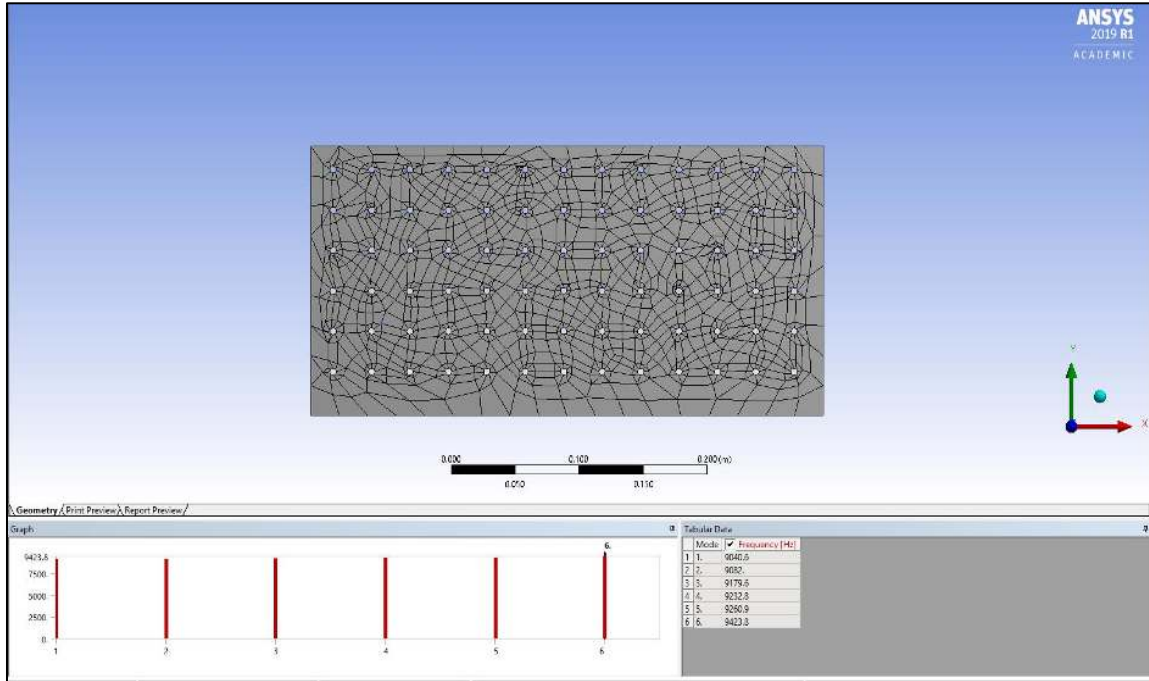 ANSYS
2019 R1
ACADEMIC
Y
X
0.000 0.100 0.200(m)
0.050 0.150
Geometry Print Preview Report Preview
Graph
Tabular Data
6.
9423.8
7500.
5000.
2500.
0.
1 2 3 4 5 6
Mode Frequency [Hz]
1 1. 9040.6
2 2. 9082.
3 3. 9179.6
4 4. 9232.8
5 5. 9260.9
6 6. 9423.8